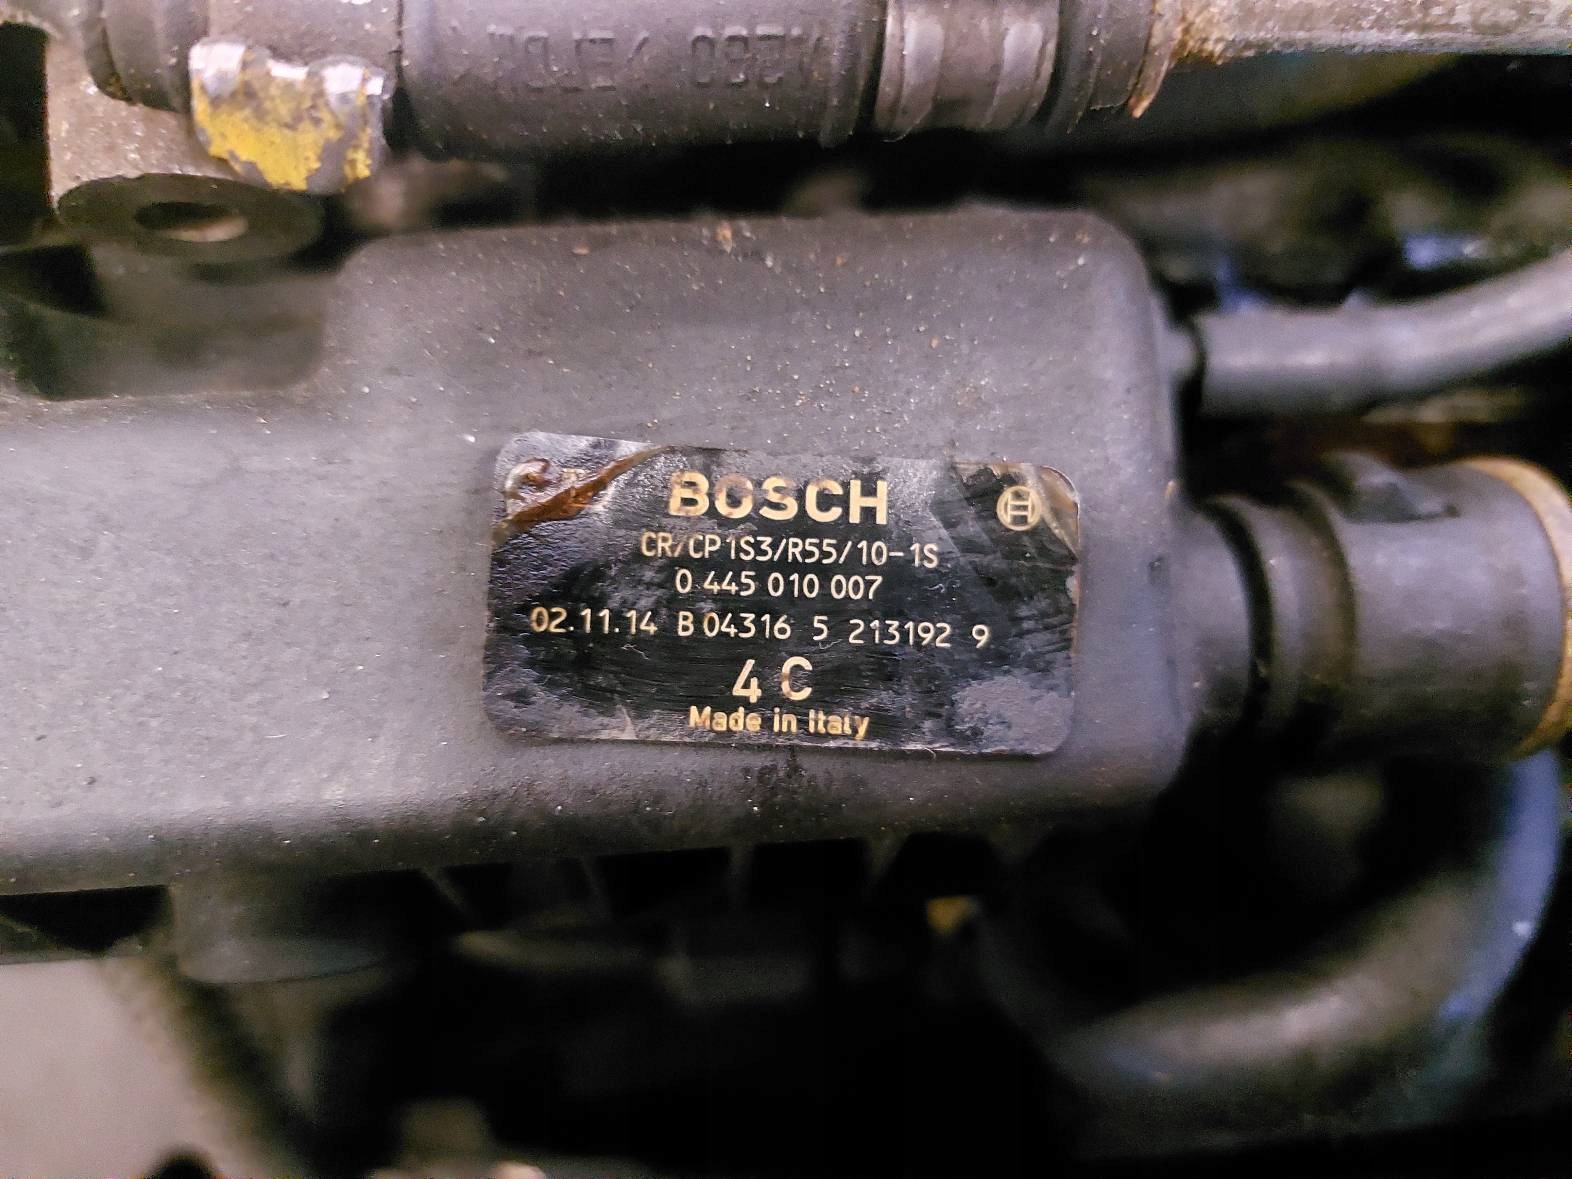 BOSCH
CR/CP1S3/R55/10-1S
0 445 010 007
02.11.14 B 04316 5 213192 9
4 C
Made in Italy